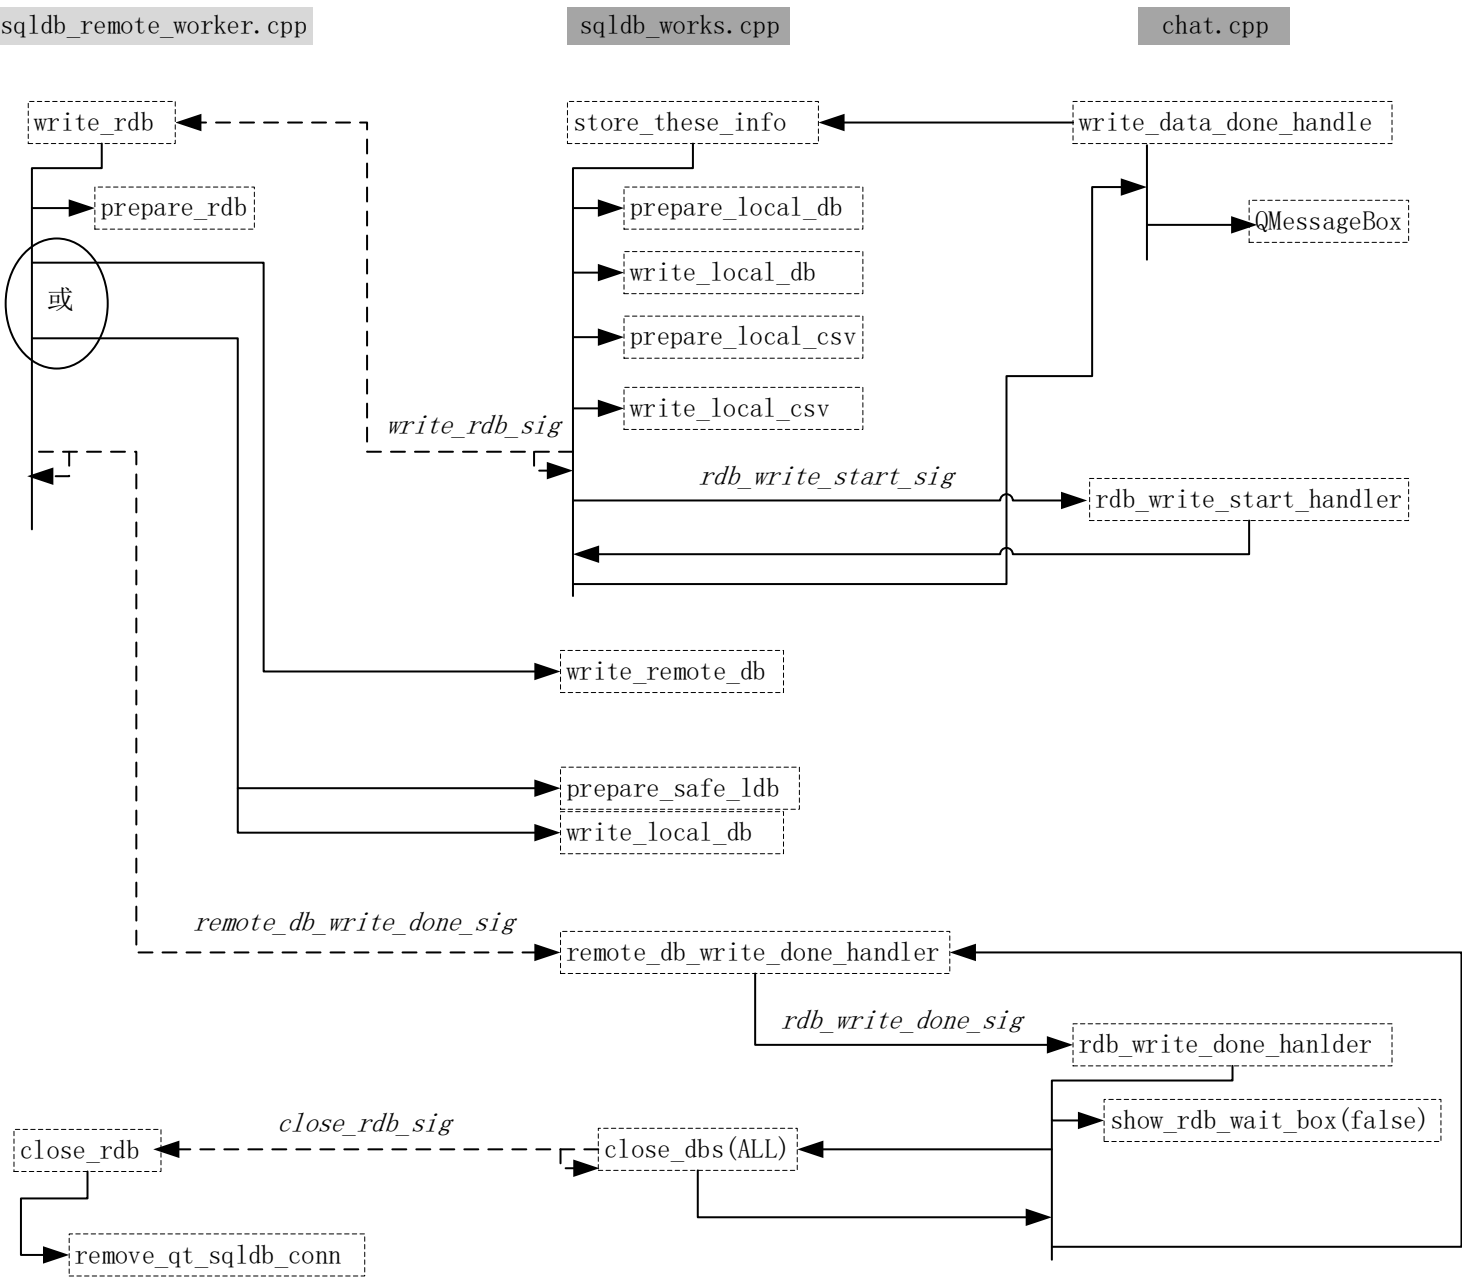 sqldb_remote_worker.cpp
sqldb_works.cpp
chat.cpp
write_rdb
store_these_info
write_data_done_handle
prepare_rdb
prepare_local_db
QMessageBox
write_local_db
或
prepare_local_csv
write_local_csv
write_rdb_sig
rdb_write_start_sig
rdb_write_start_handler
write_remote_db
prepare_safe_ldb
write_local_db
remote_db_write_done_sig
remote_db_write_done_handler
rdb_write_done_sig
rdb_write_done_hanlder
show_rdb_wait_box(false)
close_rdb_sig
close_rdb
close_dbs(ALL)
remove_qt_sqldb_conn